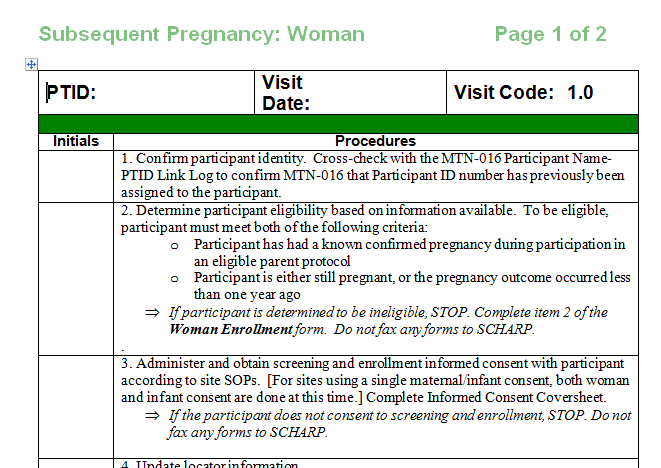 Subsequent Pregnancy: Woman Page 1 of 2
PTID: Visit Date: Visit Code: 1.0
Initials Procedures
1. Confirm participant identity. Cross-check with the MTN-016 Participant Name-
PTID Link Log to confirm MTN-016 that Participant ID number has previously been
assigned to the participant.
2. Determine participant eligibility based on information available. To be eligible,
participant must meet both of the following criteria:
o Participant has had a known confirmed pregnancy during participation in
an eligible parent protocol
o Participant is either still pregnant, or the pregnancy outcome occurred less
than one year ago
⇒ If participant is determined to be ineligible, STOP. Complete item 2 of the
Woman Enrollment form. Do not fax any forms to SCHARP.
.
3. Administer and obtain screening and enrollment informed consent with participant
according to site SOPs. [For sites using a single maternal/infant consent, both woman
and infant consent are done at this time.] Complete Informed Consent Coversheet.
⇒ If the participant does not consent to screening and enrollment, STOP. Do not
fax any forms to SCHARP.
4. Update locator information